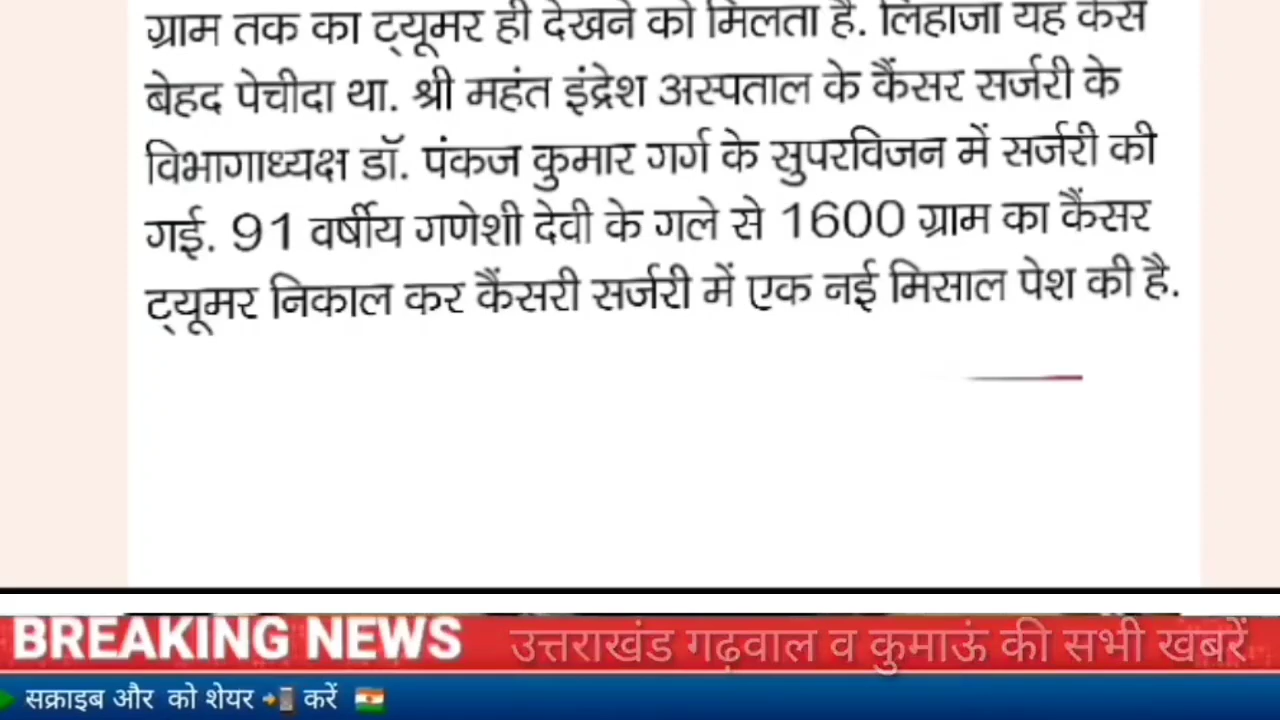 ग्राम तक का ट्यूमर ही देखने को मिलता है. लिहाजा यह केस
बेहद पेचीदा था. श्री महंत इंद्रेश अस्पताल के कैंसर सर्जरी के
विभागाध्यक्ष डॉ. पंकज कुमार गर्ग के सुपरविजन में सर्जरी की
गई. 91 वर्षीय गणेशी देवी के गले से 1600 ग्राम का कैंसर
ट्यूमर निकाल कर कैंसरी सर्जरी में एक नई मिसाल पेश की है.
BREAKING NEWS उत्तराखंड गढ़वाल व कुमाऊं की सभी खबरें
सक्राइब और को शेयर 📲 करें 🇮🇳